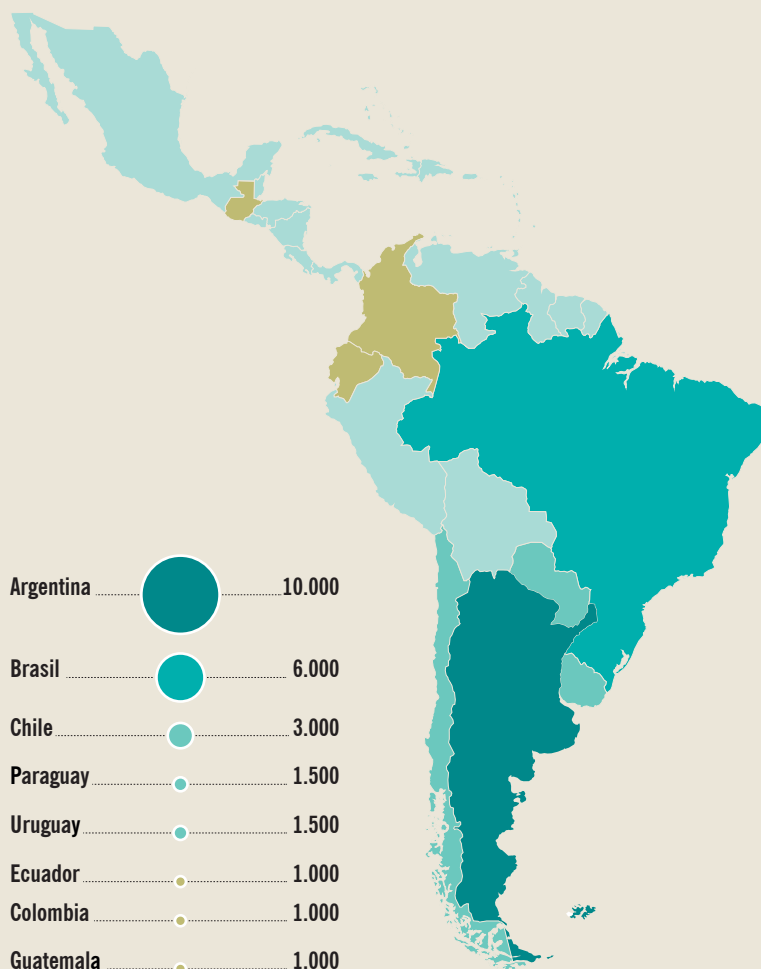 Argentina 10.000
Brasil 6.000
Chile 3.000
Paraguay 1.500
Uruguay 1.500
Ecuador 1.000
Colombia 1.000
Guatemala 1.000